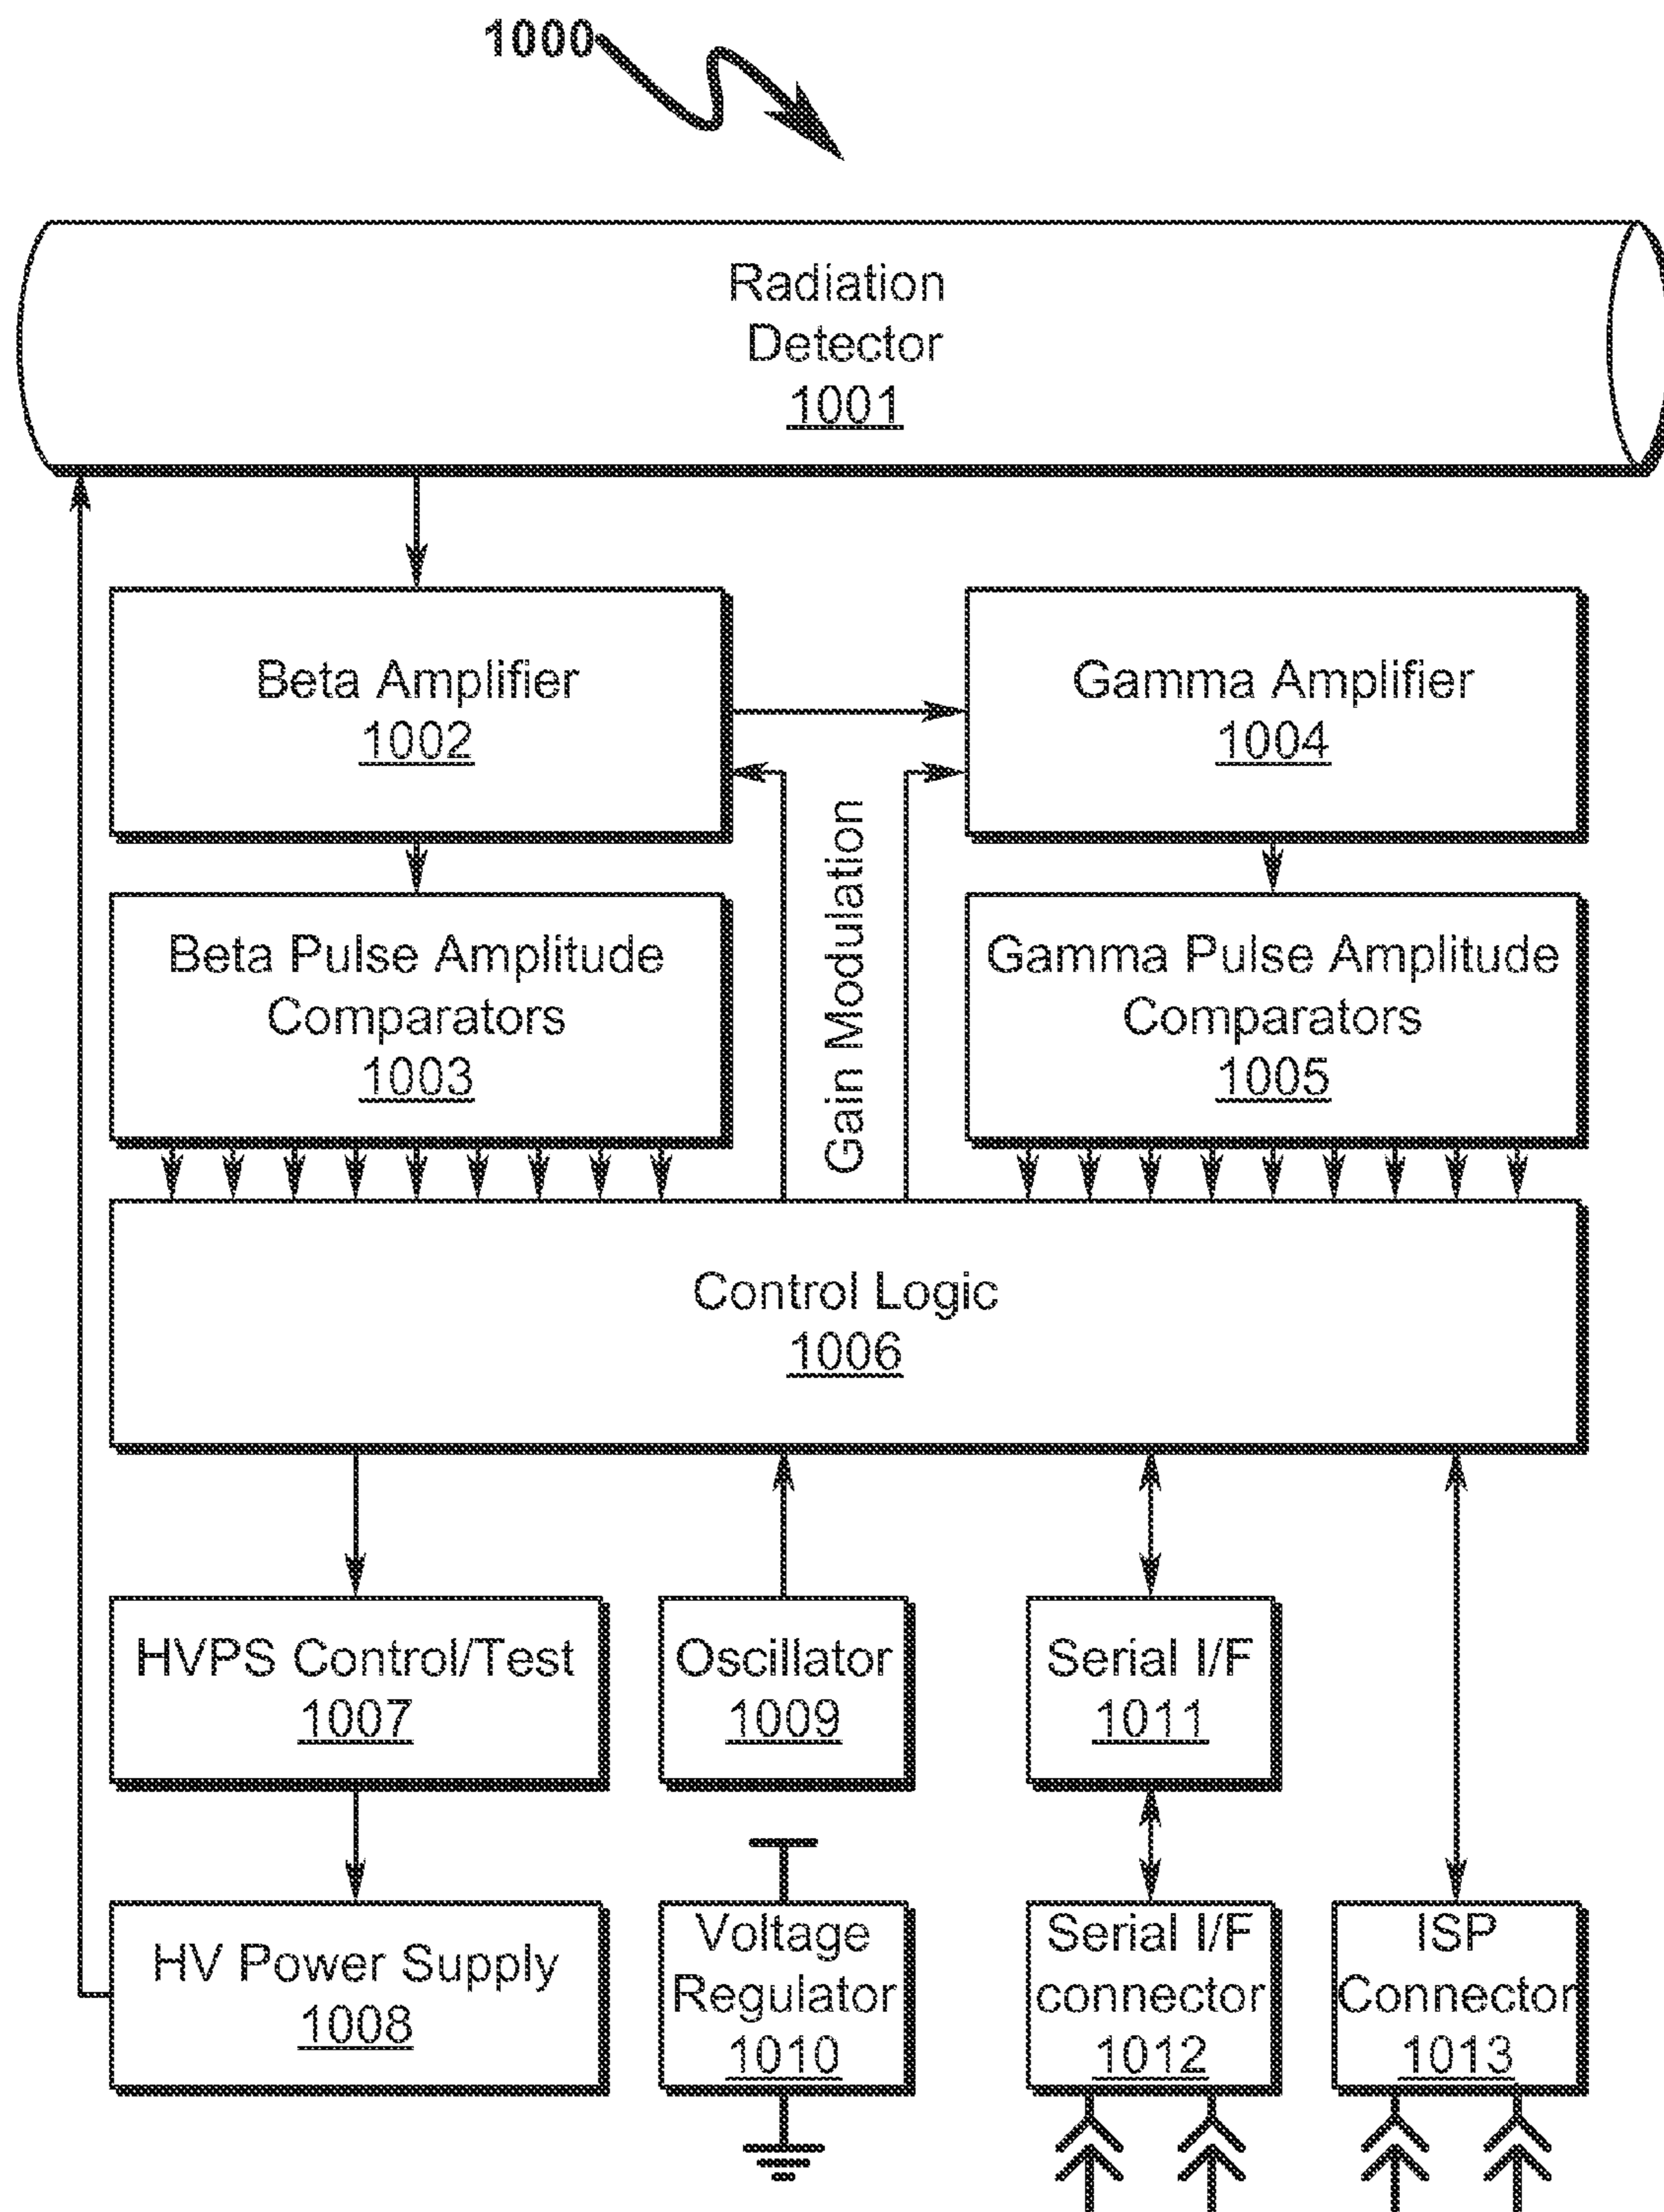 1000
Radiation
Detector
1001
Beta Amplifier
1002
Gamma Amplifier
1004
Gain Modulation
Beta Pulse Amplitude
Comparators
1003
Gamma Pulse Amplitude
Comparators
1005
Control Logic
1006
HVPS Control/Test
1007
Oscillator
1009
Serial I/F
1011
HV Power Supply
1008
Voltage
Regulator
1010
Serial I/F
connector
1012
ISP
Connector
1013